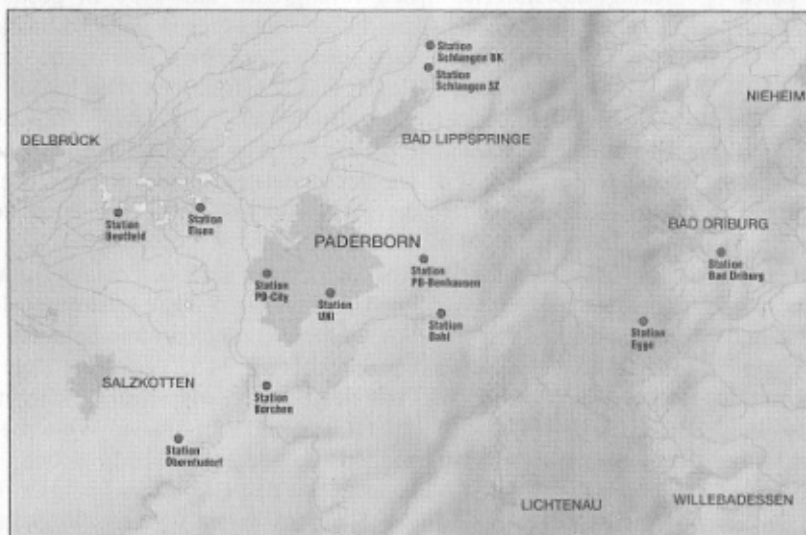 Station
Schlangen BK
Station
Schlangen SZ
NIEHEIM
DELBRÜCK
BAD LIPPSPRINGE
Station
Bentfeld
Station
Elsen
PADERBORN
BAD DRIBURG
Station
Bad Driburg
Station
PB-City
Station
UNI
Station
PB-Benhausen
Station
Dahl
Station
Egge
SALZKOTTEN
Station
Borchen
Station
Oberntudorf
LICHTENAU
WILLEBADESSEN